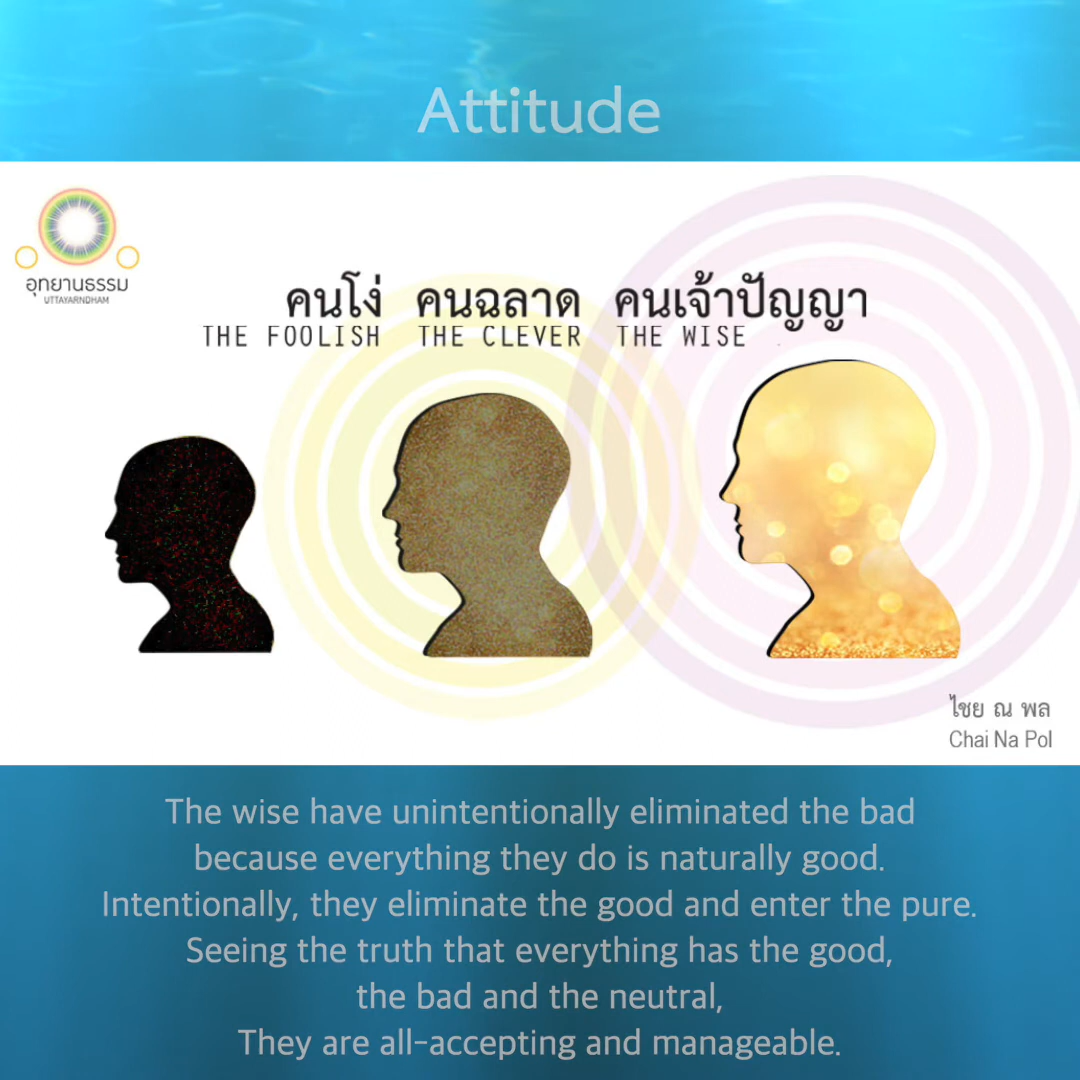 Attitude
อุทยานธรรม
UTTAYARNDHAM
คนโง่ คนฉลาด คนเจ้าปัญญา
THE FOOLISH THE CLEVER THE WISE
ไชย ณ พล
Chai Na Pol
The wise have unintentionally eliminated the bad
because everything they do is naturally good.
Intentionally, they eliminate the good and enter the pure.
Seeing the truth that everything has the good,
the bad and the neutral,
They are all-accepting and manageable.